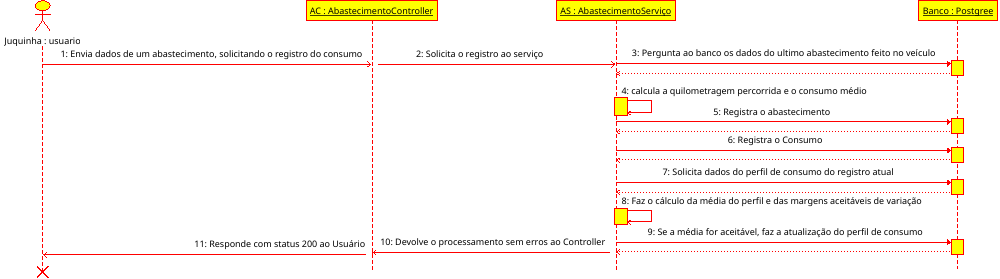 AC : AbastecimentoController
AS : AbastecimentoServiço
Banco : Postgree
Juquinha : usuario
1: Envia dados de um abastecimento, solicitando o registro do consumo
2: Solicita o registro ao serviço
3: Pergunta ao banco os dados do ultimo abastecimento feito no veículo
4: calcula a quilometragem percorrida e o consumo médio
5: Registra o abastecimento
6: Registra o Consumo
7: Solicita dados do perfil de consumo do registro atual
8: Faz o cálculo da média do perfil e das margens aceitáveis de variação
9: Se a média for aceitável, faz a atualização do perfil de consumo
10: Devolve o processamento sem erros ao Controller
11: Responde com status 200 ao Usuário